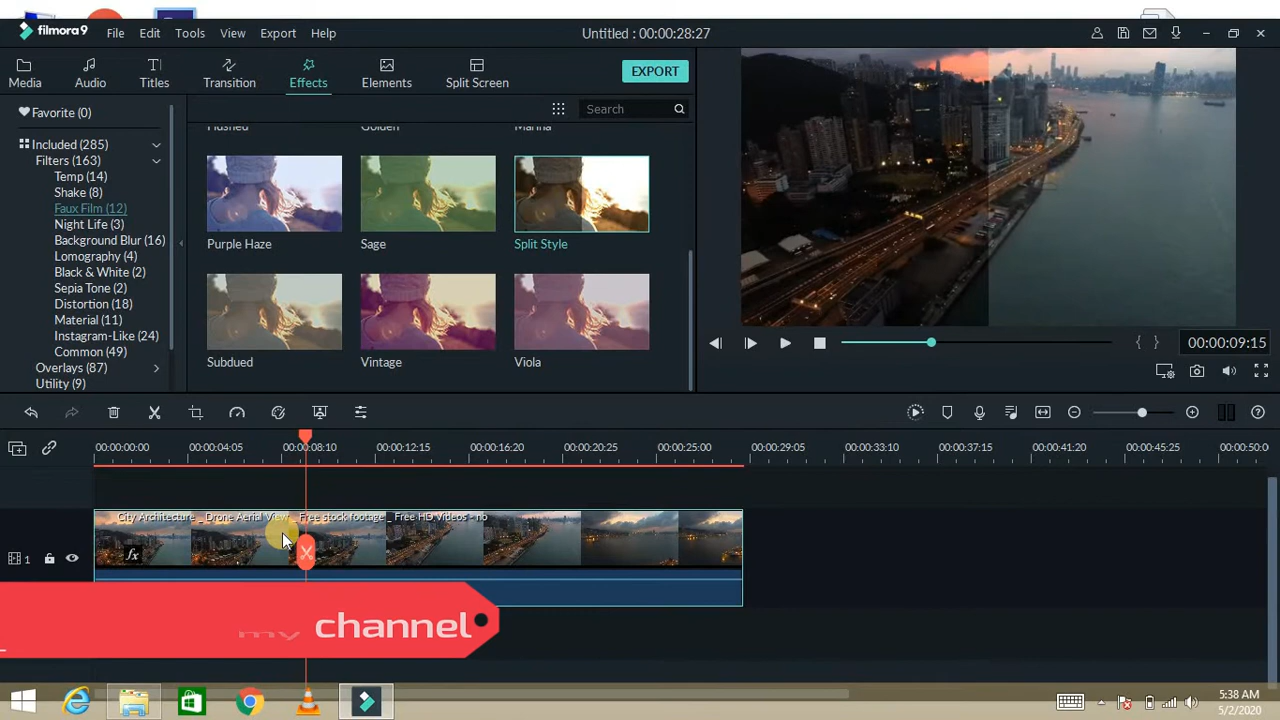 filmora9
File Edit Tools View Export Help
Untitled : 00:00:28:27
Media Audio Titles Transition Effects Elements Split Screen
EXPORT
Favorite (0)
Search
Included (285)
Filters (163)
Temp (14)
Shake (8)
Faux Film (12)
Night Life (3)
Background Blur (16)
Lomography (4)
Black & White (2)
Sepia Tone (2)
Distortion (18)
Material (11)
Instagram-Like (24)
Common (49)
Overlays (87)
Utility (9)
Flushed Golden Marina
Purple Haze Sage Split Style
Subdued Vintage Viola
00:00:09:15
00:00:00:00 00:00:04:05 00:00:08:10 00:00:12:15 00:00:16:20 00:00:20:25 00:00:25:00 00:00:29:05 00:00:33:10 00:00:37:15 00:00:41:20 00:00:45:25 00:00:50:0
City Architecture _ Drone Aerial View _ Free stock footage _ Free HD Videos - no
fx
1
my channel
5:38 AM
5/2/2020